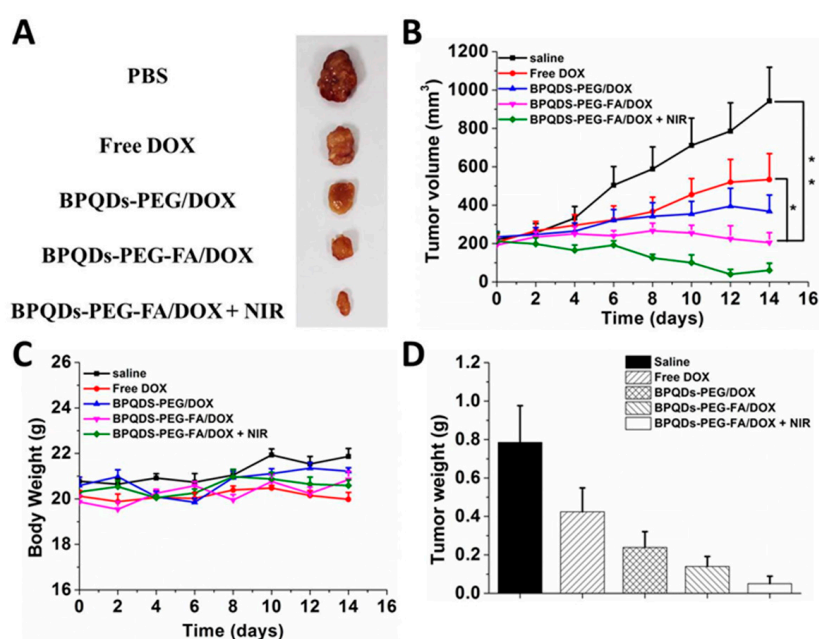 A
PBS
Free DOX
BPQDs-PEG/DOX
BPQDs-PEG-FA/DOX
BPQDs-PEG-FA/DOX + NIR
B
1200
1000
800
600
400
200
0
Tumor volume (mm³)
saline
Free DOX
BPQDS-PEG/DOX
BPQDS-PEG-FA/DOX
BPQDS-PEG-FA/DOX + NIR
*
*
*
0 2 4 6 8 10 12 14 16
Time (days)
C
26
24
22
20
18
16
Body Weight (g)
saline
Free DOX
BPQDS-PEG/DOX
BPQDS-PEG-FA/DOX
BPQDS-PEG-FA/DOX + NIR
0 2 4 6 8 10 12 14 16
Time (days)
D
1.2
1.0
0.8
0.6
0.4
0.2
0.0
Tumor weight (g)
Saline
Free DOX
BPQDs-PEG/DOX
BPQDs-PEG-FA/DOX
BPQDs-PEG-FA/DOX + NIR